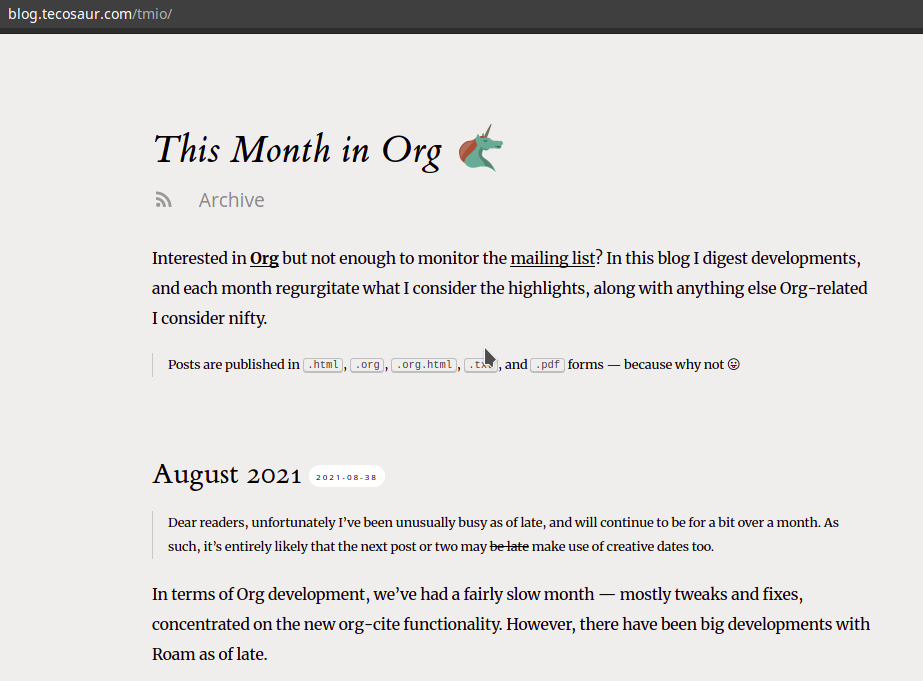 blog.tecosaur.com/tmio/
This Month in Org
Archive
Interested in Org but not enough to monitor the mailing list? In this blog I digest developments,
and each month regurgitate what I consider the highlights, along with anything else Org-related
I consider nifty.
Posts are published in .html, .org, .org.html, .txt, and .pdf forms — because why not 😛
August 2021 2021-08-38
Dear readers, unfortunately I’ve been unusually busy as of late, and will continue to be for a bit over a month. As
such, it’s entirely likely that the next post or two may be late make use of creative dates too.
In terms of Org development, we’ve had a fairly slow month — mostly tweaks and fixes,
concentrated on the new org-cite functionality. However, there have been big developments with
Roam as of late.